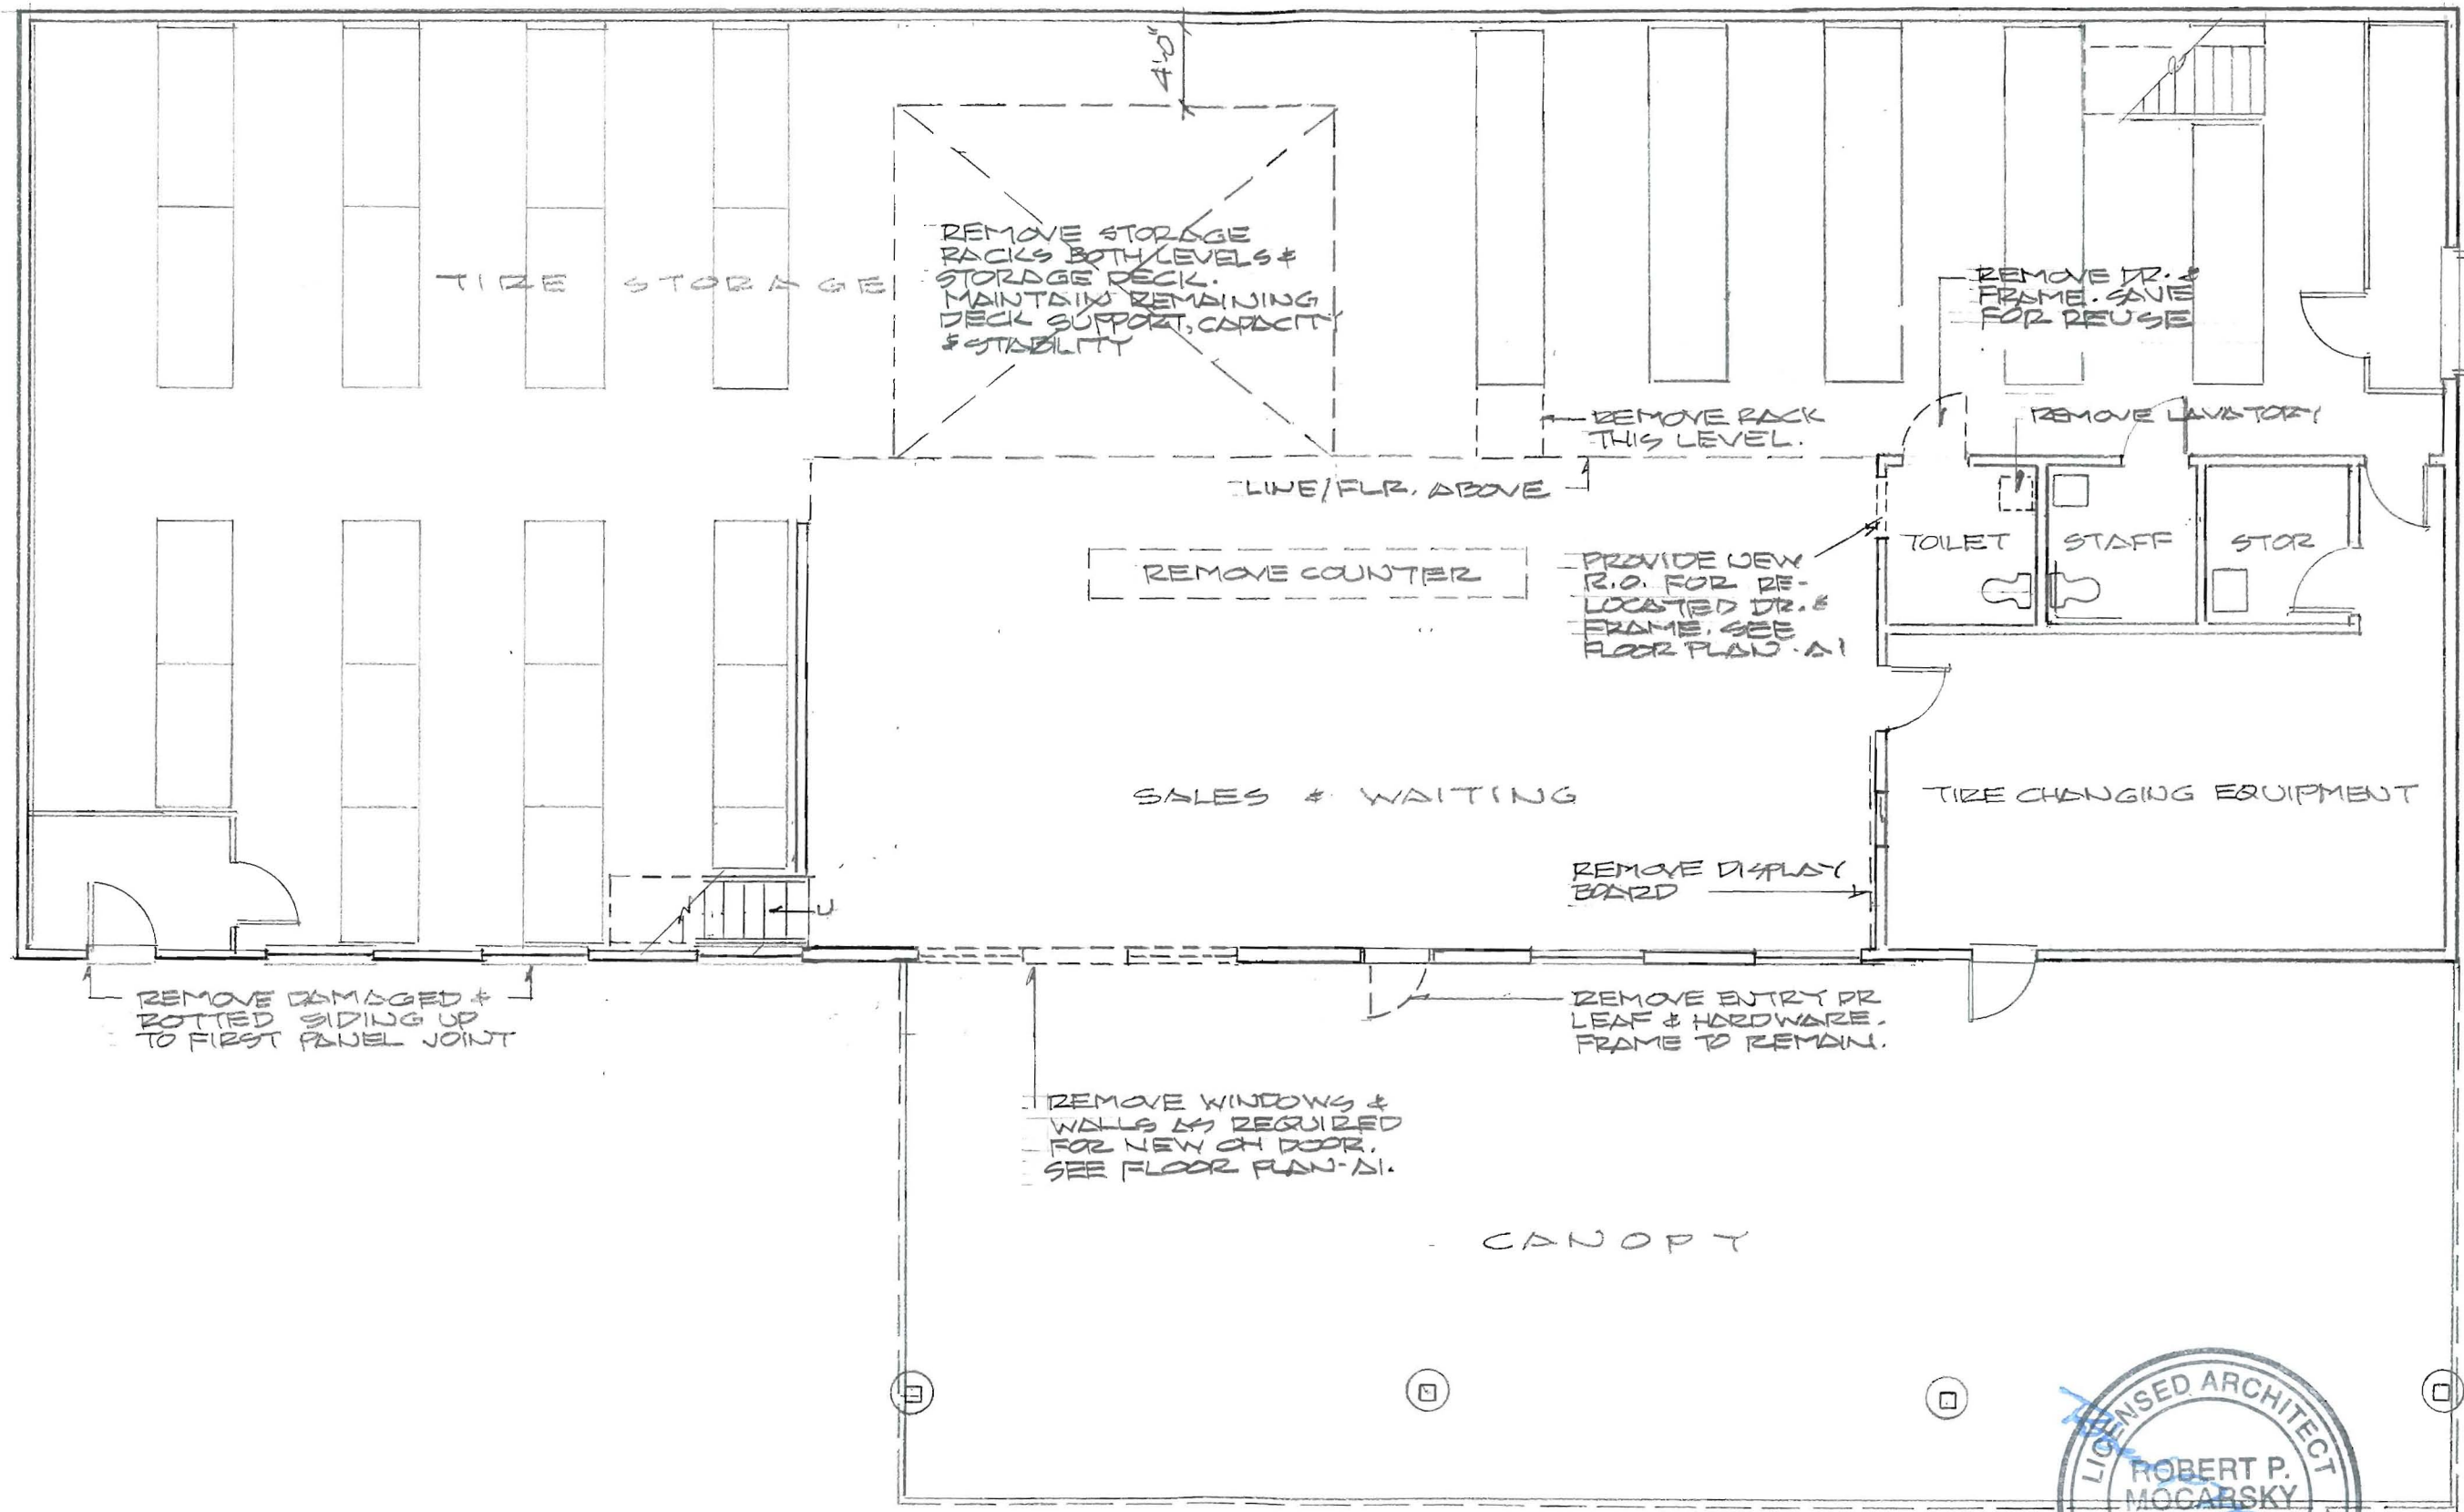 4'-0"
REMOVE STORAGE
RACKS BOTH LEVELS &
STORAGE DECK.
MAINTAIN REMAINING
DECK SUPPORT, CAPACITY
& STABILITY
TIRE STORAGE
REMOVE DR. &
FRAME. SAVE
FOR REUSE
REMOVE RACK
THIS LEVEL.
REMOVE LAVATORY
LINE/FLR. ABOVE
REMOVE COUNTER
PROVIDE NEW
R.O. FOR RE-
LOCATED DR. &
FRAME. SEE
FLOOR PLAN-A1
TOILET
STAFF
STOR
SALES & WAITING
TIRE CHANGING EQUIPMENT
REMOVE DISPLAY
BOARD
U
REMOVE DAMAGED &
ROTTED SIDING UP
TO FIRST PANEL JOINT
REMOVE ENTRY DR
LEAF & HARDWARE.
FRAME TO REMAIN.
REMOVE WINDOWS &
WALLS AS REQUIRED
FOR NEW OH DOOR.
SEE FLOOR PLAN-A1.
CANOPY
LICENSED ARCHITECT
ROBERT P.
MOCARSKY